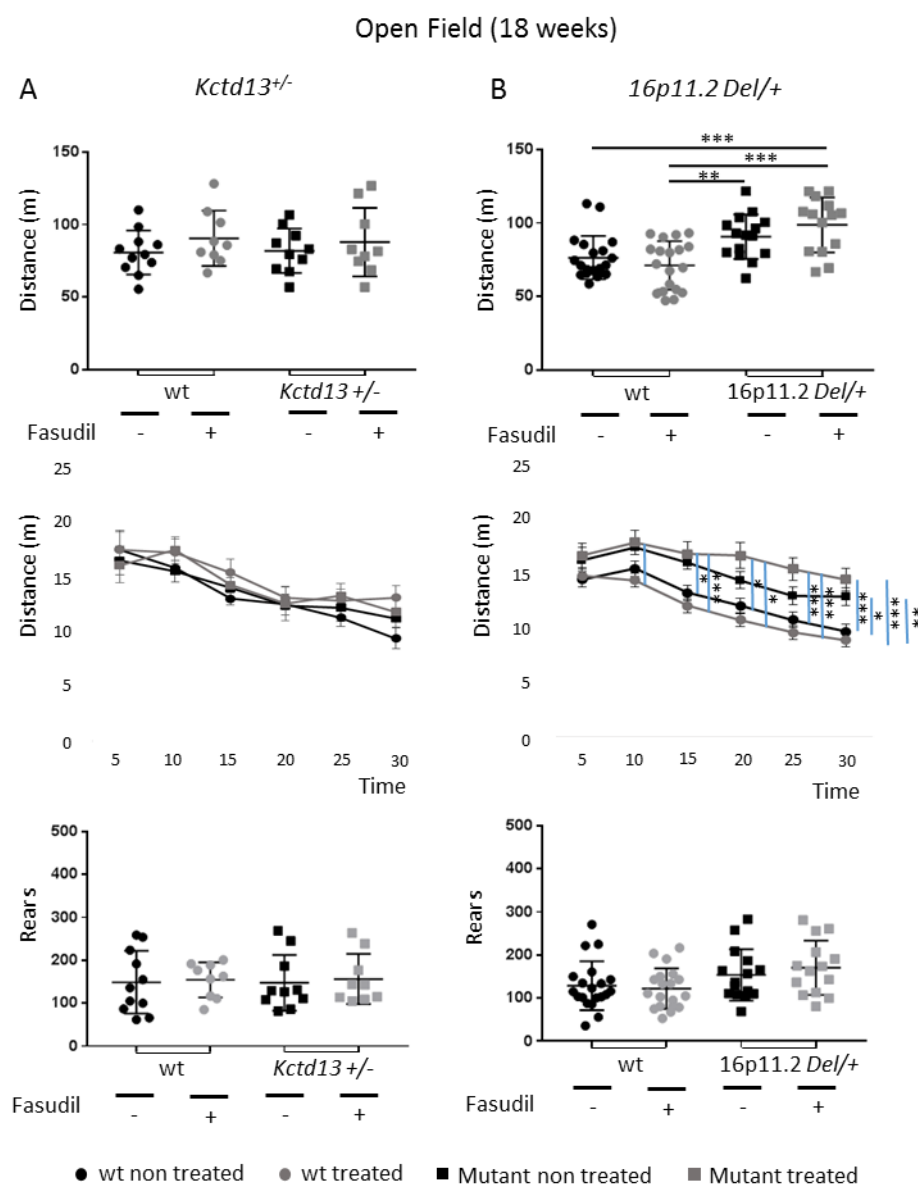 Open Field (18 weeks)
A
Kctd13+/-
B
16p11.2 Del/+
150
100
50
0
Distance (m)
wt
Kctd13 +/-
Fasudil
- + - +
150
100
50
0
Distance (m)
***
***
**
wt
16p11.2 Del/+
Fasudil
- + - +
25
20
15
10
5
0
Distance (m)
5 10 15 20 25 30
Time
25
20
15
10
5
0
Distance (m)
*
***
*
*
***
***
***
*
***
**
5 10 15 20 25 30
Time
500
400
300
200
100
0
Rears
wt
Kctd13 +/-
Fasudil
- + - +
500
400
300
200
100
0
Rears
wt
16p11.2 Del/+
Fasudil
- + - +
wt non treated
wt treated
Mutant non treated
Mutant treated